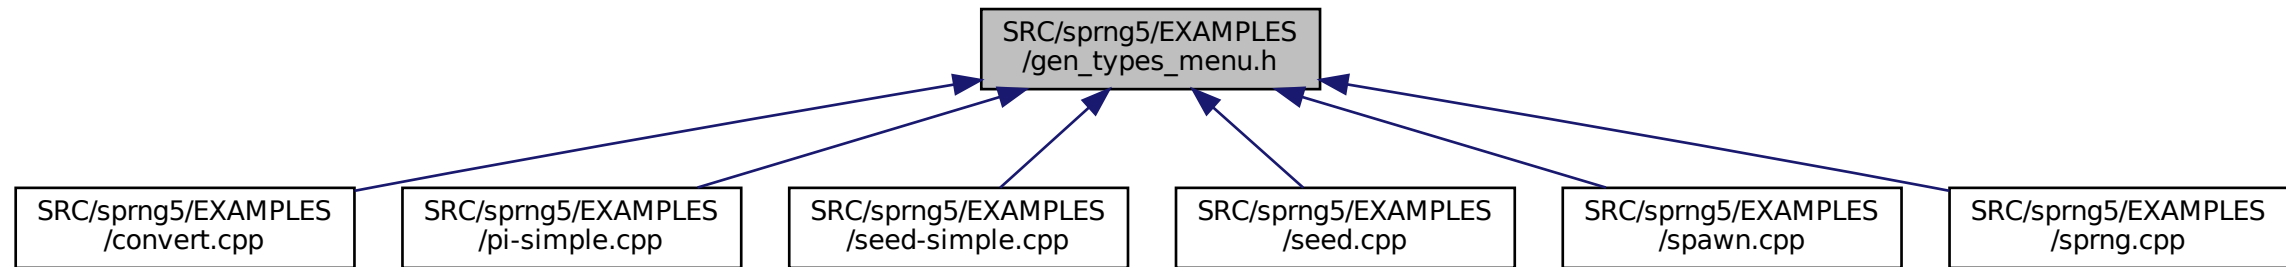 SRC/sprng5/EXAMPLES
/gen_types_menu.h
SRC/sprng5/EXAMPLES
/convert.cpp
SRC/sprng5/EXAMPLES
/pi-simple.cpp
SRC/sprng5/EXAMPLES
/seed-simple.cpp
SRC/sprng5/EXAMPLES
/seed.cpp
SRC/sprng5/EXAMPLES
/spawn.cpp
SRC/sprng5/EXAMPLES
/sprng.cpp